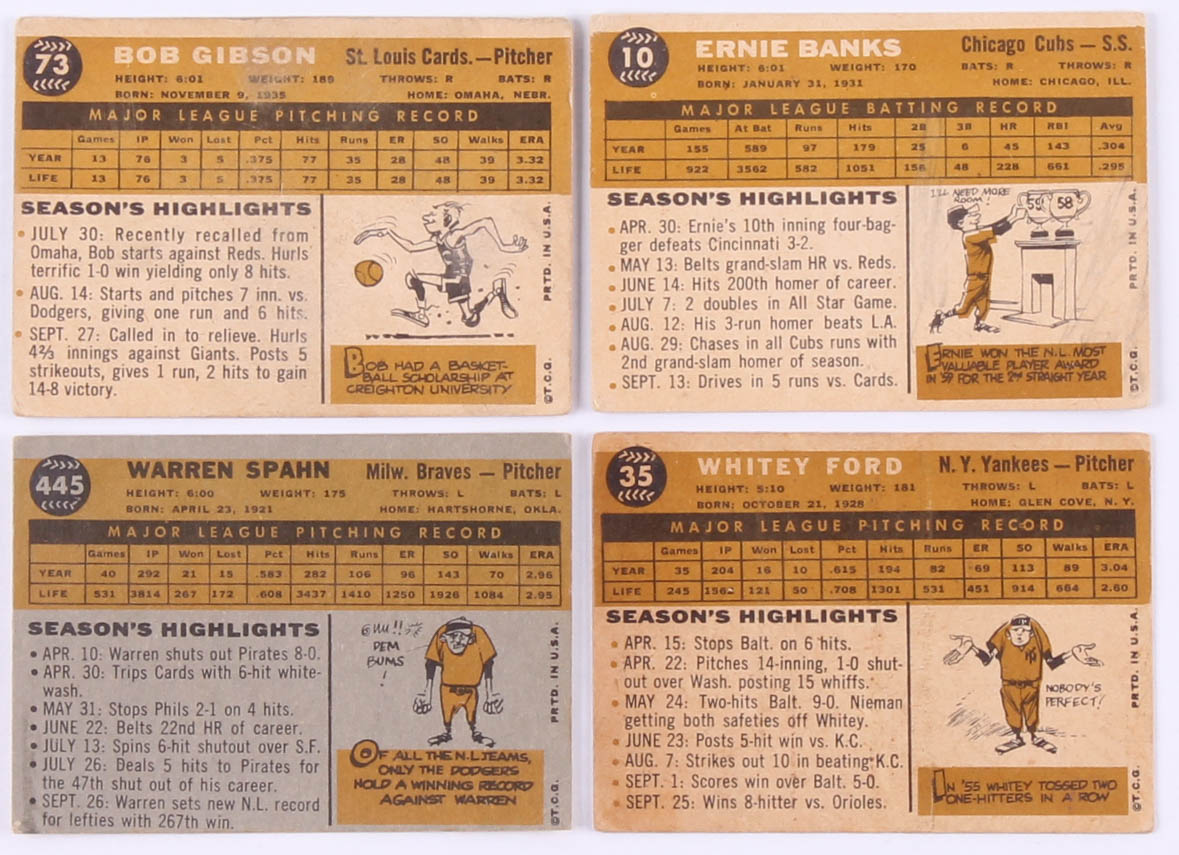 73
BOB GIBSON St. Louis Cards.—Pitcher
HEIGHT: 6:01 WEIGHT: 189 THROWS: R BATS: R
BORN: NOVEMBER 9, 1935 HOME: OMAHA, NEBR.
MAJOR LEAGUE PITCHING RECORD
Games IP Won Lost Pct Hits Runs ER SO Walks ERA
YEAR 13 76 3 5 .375 77 35 28 48 39 3.32
LIFE 13 76 3 5 .375 77 35 28 48 39 3.32
SEASON'S HIGHLIGHTS
• JULY 30: Recently recalled from
Omaha, Bob starts against Reds. Hurls
terrific 1-0 win yielding only 8 hits.
• AUG. 14: Starts and pitches 7 inn. vs.
Dodgers, giving one run and 6 hits.
• SEPT. 27: Called in to relieve. Hurls
4⅔ innings against Giants. Posts 5
strikeouts, gives 1 run, 2 hits to gain
14-8 victory.
BOB HAD A BASKET-
BALL SCHOLARSHIP AT
CREIGHTON UNIVERSITY
PRTD. IN U.S.A.
©T.C.G.
10
ERNIE BANKS Chicago Cubs — S.S.
HEIGHT: 6:01 WEIGHT: 170 BATS: R THROWS: R
BORN: JANUARY 31, 1931 HOME: CHICAGO, ILL.
MAJOR LEAGUE BATTING RECORD
Games At Bat Runs Hits 2B 3B HR RBI Avg
YEAR 155 589 97 179 25 6 45 143 .304
LIFE 922 3562 582 1051 156 48 228 661 .295
SEASON'S HIGHLIGHTS
• APR. 30: Ernie's 10th inning four-bag-
ger defeats Cincinnati 3-2.
• MAY 13: Belts grand-slam HR vs. Reds.
• JUNE 14: Hits 200th homer of career.
• JULY 7: 2 doubles in All Star Game.
• AUG. 12: His 3-run homer beats L.A.
• AUG. 29: Chases in all Cubs runs with
2nd grand-slam homer of season.
• SEPT. 13: Drives in 5 runs vs. Cards.
I'LL NEED MORE
ROOM!
59 58
ERNIE WON THE N.L. MOST
VALUABLE PLAYER AWARD
IN '59 FOR THE 2ND STRAIGHT YEAR
PRTD. IN U.S.A.
©T.C.G.
445
WARREN SPAHN Milw. Braves — Pitcher
HEIGHT: 6:00 WEIGHT: 175 THROWS: L BATS: L
BORN: APRIL 23, 1921 HOME: HARTSHORNE, OKLA.
MAJOR LEAGUE PITCHING RECORD
Games IP Won Lost Pct Hits Runs ER SO Walks ERA
YEAR 40 292 21 15 .583 282 106 96 143 70 2.96
LIFE 531 3814 267 172 .608 3437 1410 1250 1926 1084 2.95
SEASON'S HIGHLIGHTS
• APR. 10: Warren shuts out Pirates 8-0.
• APR. 30: Trips Cards with 6-hit white-
wash.
• MAY 31: Stops Phils 2-1 on 4 hits.
• JUNE 22: Belts 22nd HR of career.
• JULY 13: Spins 6-hit shutout over S.F.
• JULY 26: Deals 5 hits to Pirates for
the 47th shut out of his career.
• SEPT. 26: Warren sets new N.L. record
for lefties with 267th win.
DEM
BUMS
!
OF ALL THE N.L. TEAMS,
ONLY THE DODGERS
HOLD A WINNING RECORD
AGAINST WARREN
PRTD. IN U.S.A.
©T.C.G.
35
WHITEY FORD N. Y. Yankees — Pitcher
HEIGHT: 5:10 WEIGHT: 181 THROWS: L BATS: L
BORN: OCTOBER 21, 1928 HOME: GLEN COVE, N. Y.
MAJOR LEAGUE PITCHING RECORD
Games IP Won Lost Pct Hits Runs ER SO Walks ERA
YEAR 35 204 16 10 .615 194 82 69 113 89 3.04
LIFE 245 1562 121 50 .708 1301 531 451 914 664 2.60
SEASON'S HIGHLIGHTS
• APR. 15: Stops Balt. on 6 hits.
• APR. 22: Pitches 14-inning, 1-0 shut-
out over Wash. posting 15 whiffs.
• MAY 24: Two-hits Balt. 9-0. Nieman
getting both safeties off Whitey.
• JUNE 23: Posts 5-hit win vs. K.C.
• AUG. 7: Strikes out 10 in beating K.C.
• SEPT. 1: Scores win over Balt. 5-0.
• SEPT. 25: Wins 8-hitter vs. Orioles.
NOBODY'S
PERFECT!
IN '55 WHITEY TOSSED TWO
ONE-HITTERS IN A ROW
PRTD. IN U.S.A.
©T.C.G.